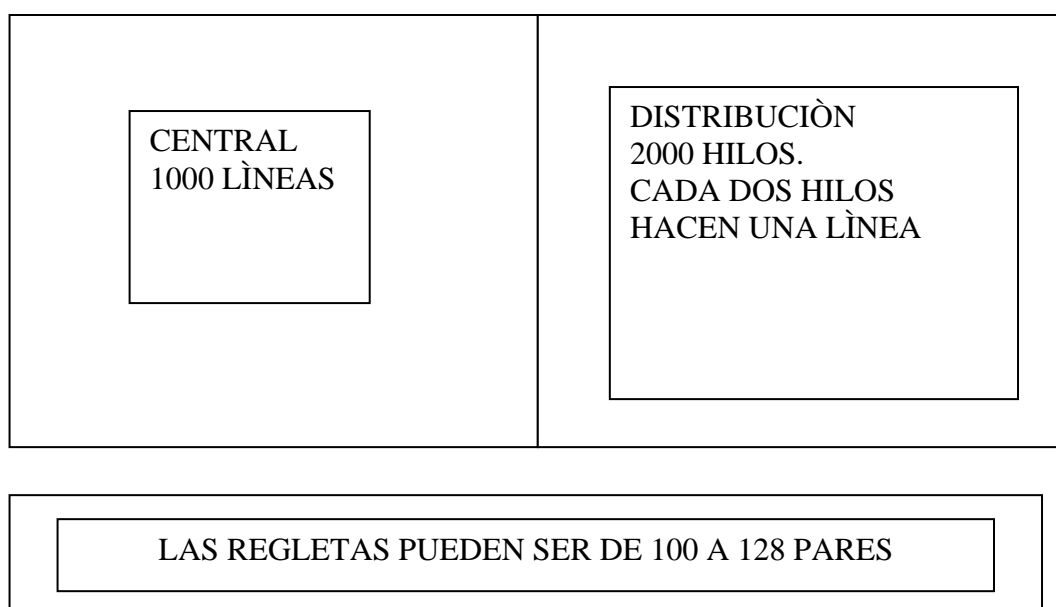 CENTRAL
1000 LÌNEAS
DISTRIBUCIÒN
2000 HILOS.
CADA DOS HILOS
HACEN UNA LÌNEA
LAS REGLETAS PUEDEN SER DE 100 A 128 PARES